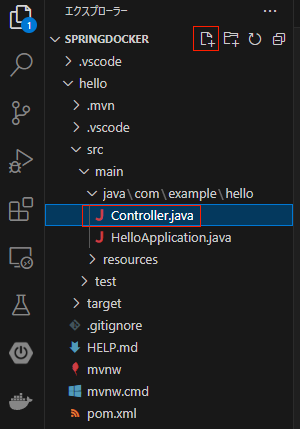 エクスプローラー
1
SPRINGDOCKER
.vscode
hello
.mvn
.vscode
src
main
java\com\example\hello
Controller.java
HelloApplication.java
resources
test
target
.gitignore
HELP.md
mvnw
mvnw.cmd
pom.xml